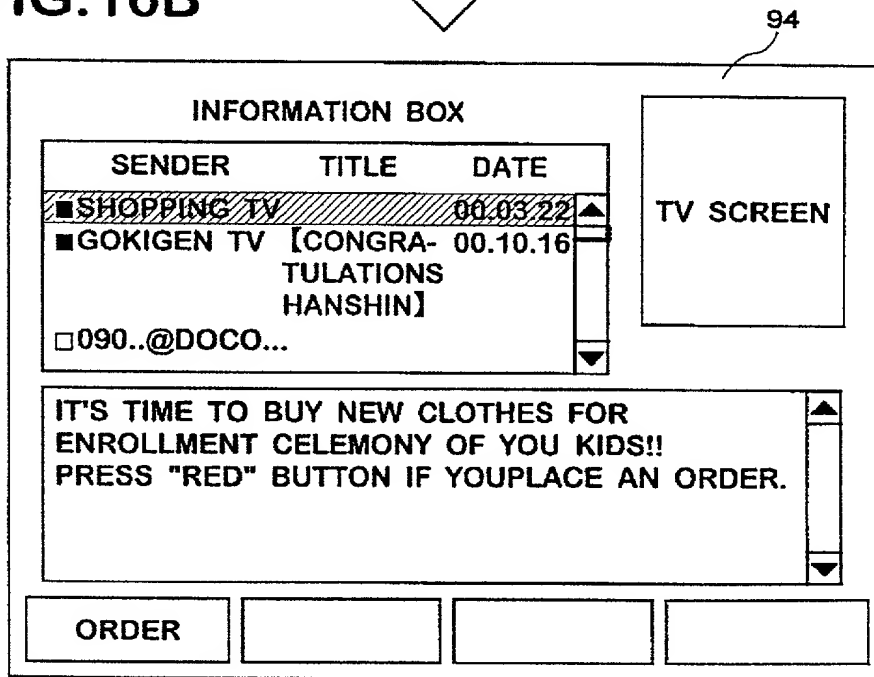 IG. 16B
94
INFORMATION BOX
SENDER TITLE DATE
■SHOPPING TV 00.03.22
■GOKIGEN TV 【CONGRA- 00.10.16
TULATIONS
HANSHIN】
□090..@DOCO...
TV SCREEN
IT'S TIME TO BUY NEW CLOTHES FOR
ENROLLMENT CELEMONY OF YOU KIDS!!
PRESS "RED" BUTTON IF YOUPLACE AN ORDER.
ORDER